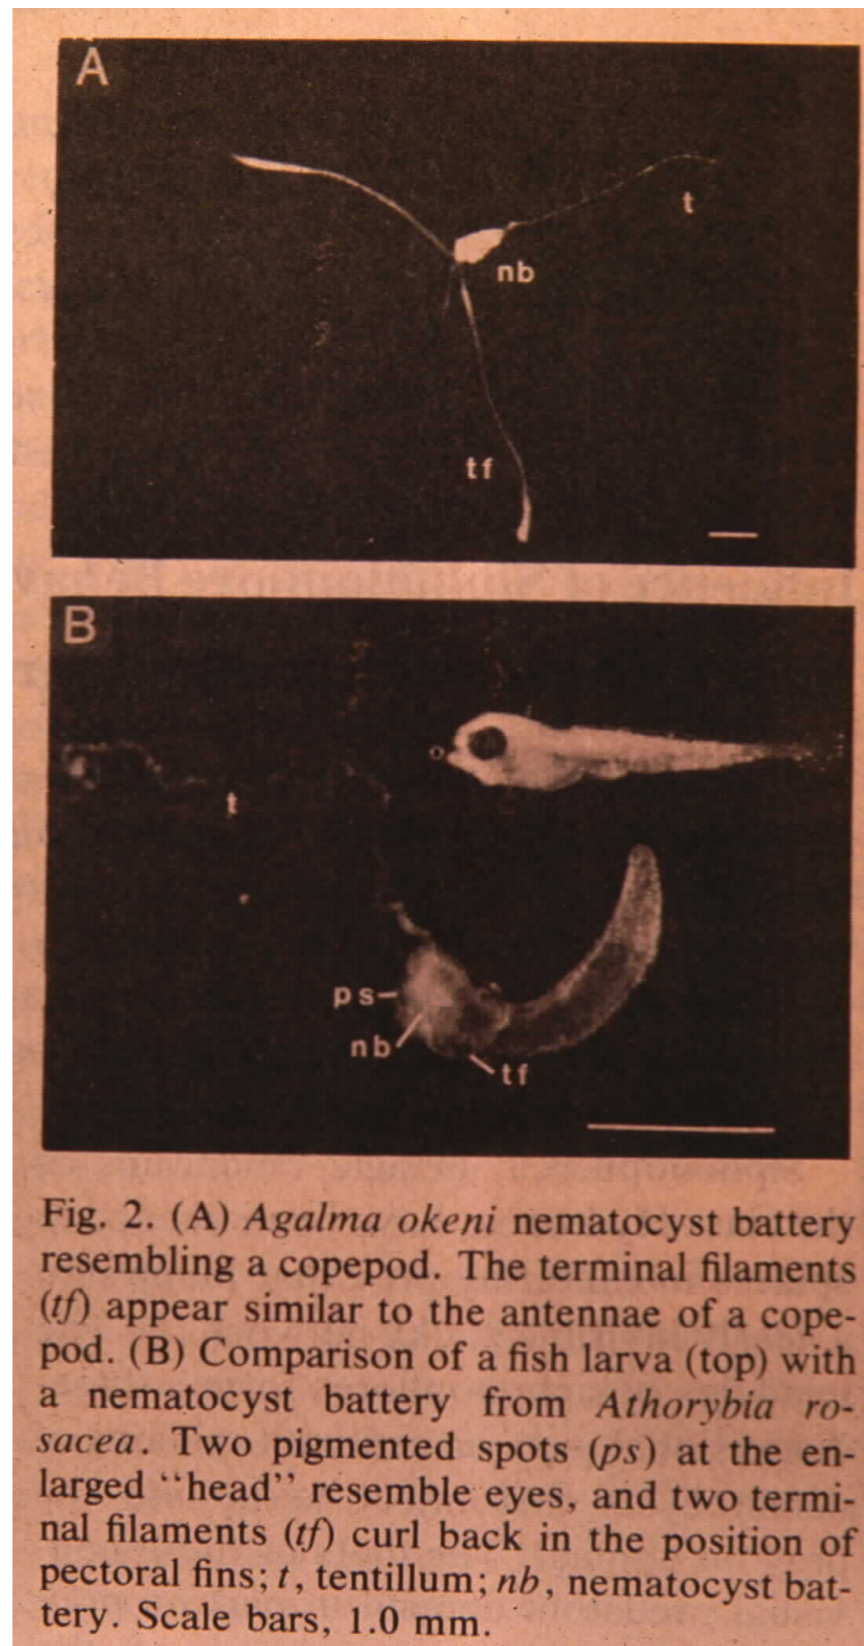 A
t
nb
tf
B
t
ps
nb
tf
Fig. 2. (A) Agalma okeni nematocyst battery
resembling a copepod. The terminal filaments
(tf) appear similar to the antennae of a cope-
pod. (B) Comparison of a fish larva (top) with
a nematocyst battery from Athorybia ro-
sacea. Two pigmented spots (ps) at the en-
larged ‘‘head’’ resemble eyes, and two termi-
nal filaments (tf) curl back in the position of
pectoral fins; t, tentillum; nb, nematocyst bat-
tery. Scale bars, 1.0 mm.